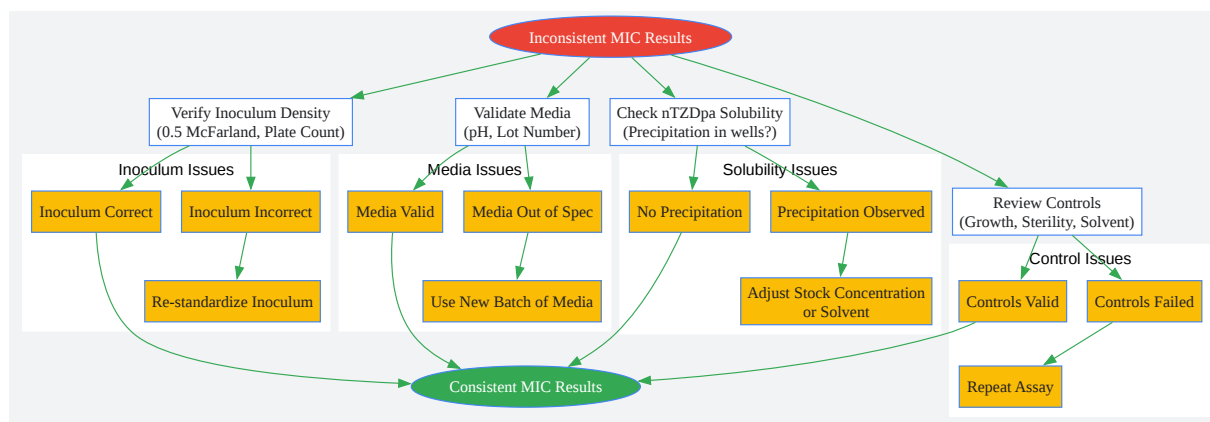 Inconsistent MIC Results
Verify Inoculum Density
(0.5 McFarland, Plate Count)
Validate Media
(pH, Lot Number)
Check nTZDpa Solubility
(Precipitation in wells?)
Inoculum Issues
Media Issues
Solubility Issues
Inoculum Correct
Inoculum Incorrect
Media Valid
Media Out of Spec
No Precipitation
Precipitation Observed
Review Controls
(Growth, Sterility, Solvent)
Control Issues
Re-standardize Inoculum
Use New Batch of Media
Adjust Stock Concentration
or Solvent
Controls Valid
Controls Failed
Consistent MIC Results
Repeat Assay